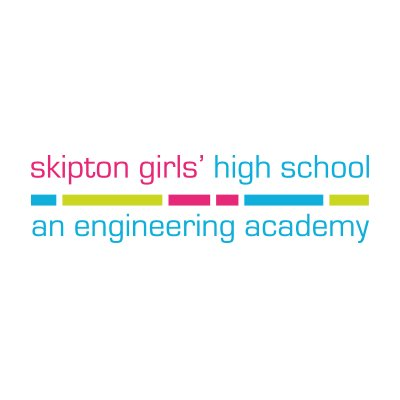 skipton girls’ high school
an engineering academy